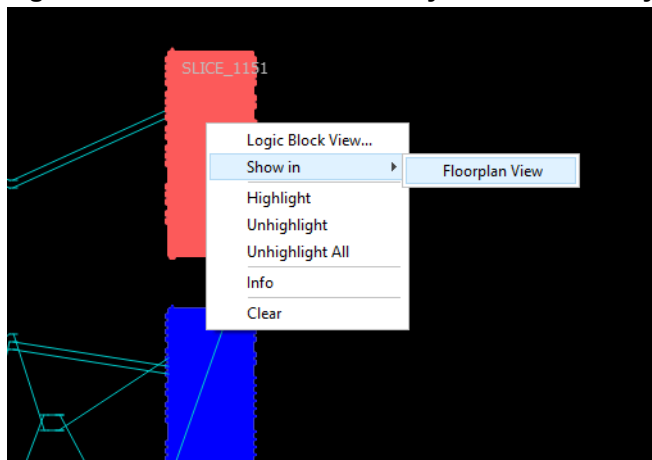 SLICE_1151
Logic Block View...
Show in
Floorplan View
Highlight
Unhighlight
Unhighlight All
Info
Clear